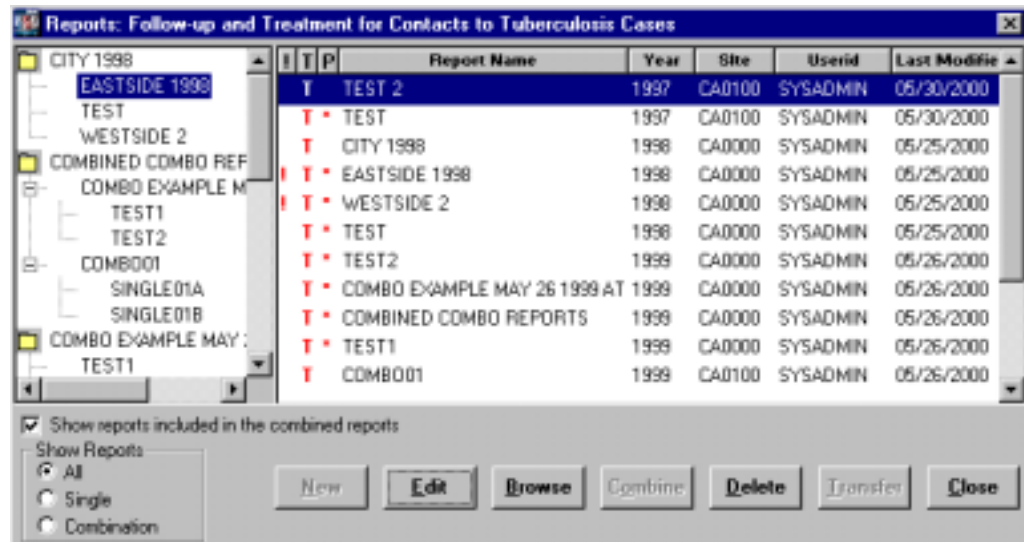 Reports: Follow-up and Treatment for Contacts to Tuberculosis Cases
CITY 1998
EASTSIDE 1998
TEST
WESTSIDE 2
COMBINED COMBO REF
COMBO EXAMPLE M
TEST1
TEST2
COMBO01
SINGLE01A
SINGLE01B
COMBO EXAMPLE MAY 2
TEST1
! T P Report Name Year Site Userid Last Modifie
T TEST 2 1997 CA0100 SYSADMIN 05/30/2000
T * TEST 1997 CA0100 SYSADMIN 05/30/2000
T CITY 1998 1998 CA0000 SYSADMIN 05/25/2000
! T * EASTSIDE 1998 1998 CA0000 SYSADMIN 05/25/2000
! T * WESTSIDE 2 1998 CA0000 SYSADMIN 05/25/2000
T * TEST 1998 CA0000 SYSADMIN 05/25/2000
T * TEST2 1999 CA0000 SYSADMIN 05/26/2000
T * COMBO EXAMPLE MAY 26 1999 AT 1999 CA0000 SYSADMIN 05/26/2000
T * COMBINED COMBO REPORTS 1999 CA0000 SYSADMIN 05/26/2000
T * TEST1 1999 CA0000 SYSADMIN 05/26/2000
T COMBO01 1999 CA0100 SYSADMIN 05/26/2000
Show reports included in the combined reports
Show Reports
All
Single
Combination
New Edit Browse Combine Delete Transfer Close